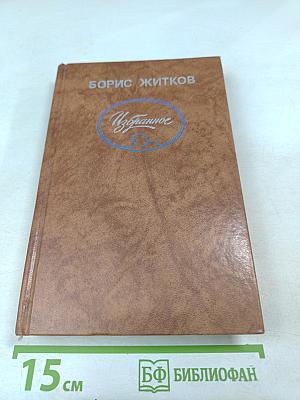 БОРИС ЖИТКОВ
Избранное
15 см
БФ БИБЛИОФАН